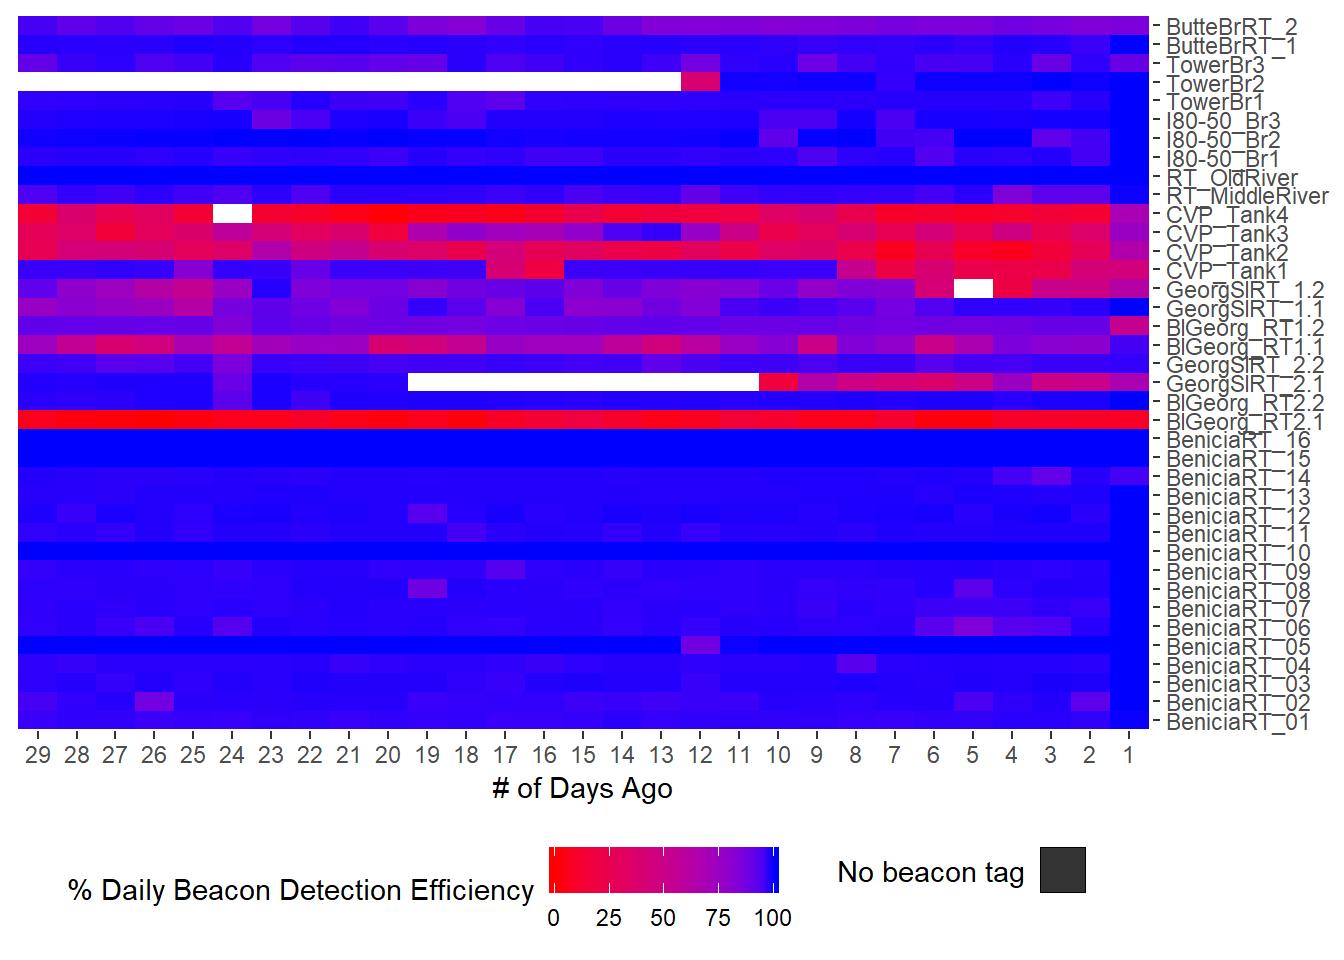 ButteBrRT_2
ButteBrRT_1
TowerBr3
TowerBr2
TowerBr1
I80-50_Br3
I80-50_Br2
I80-50_Br1
RT_OldRiver
RT_MiddleRiver
CVP_Tank4
CVP_Tank3
CVP_Tank2
CVP_Tank1
GeorgSlRT_1.2
GeorgSlRT_1.1
BlGeorg_RT1.2
BlGeorg_RT1.1
GeorgSlRT_2.2
GeorgSlRT_2.1
BlGeorg_RT2.2
BlGeorg_RT2.1
BeniciaRT_16
BeniciaRT_15
BeniciaRT_14
BeniciaRT_13
BeniciaRT_12
BeniciaRT_11
BeniciaRT_10
BeniciaRT_09
BeniciaRT_08
BeniciaRT_07
BeniciaRT_06
BeniciaRT_05
BeniciaRT_04
BeniciaRT_03
BeniciaRT_02
BeniciaRT_01
29 28 27 26 25 24 23 22 21 20 19 18 17 16 15 14 13 12 11 10 9 8 7 6 5 4 3 2 1
# of Days Ago
% Daily Beacon Detection Efficiency
0 25 50 75 100
No beacon tag